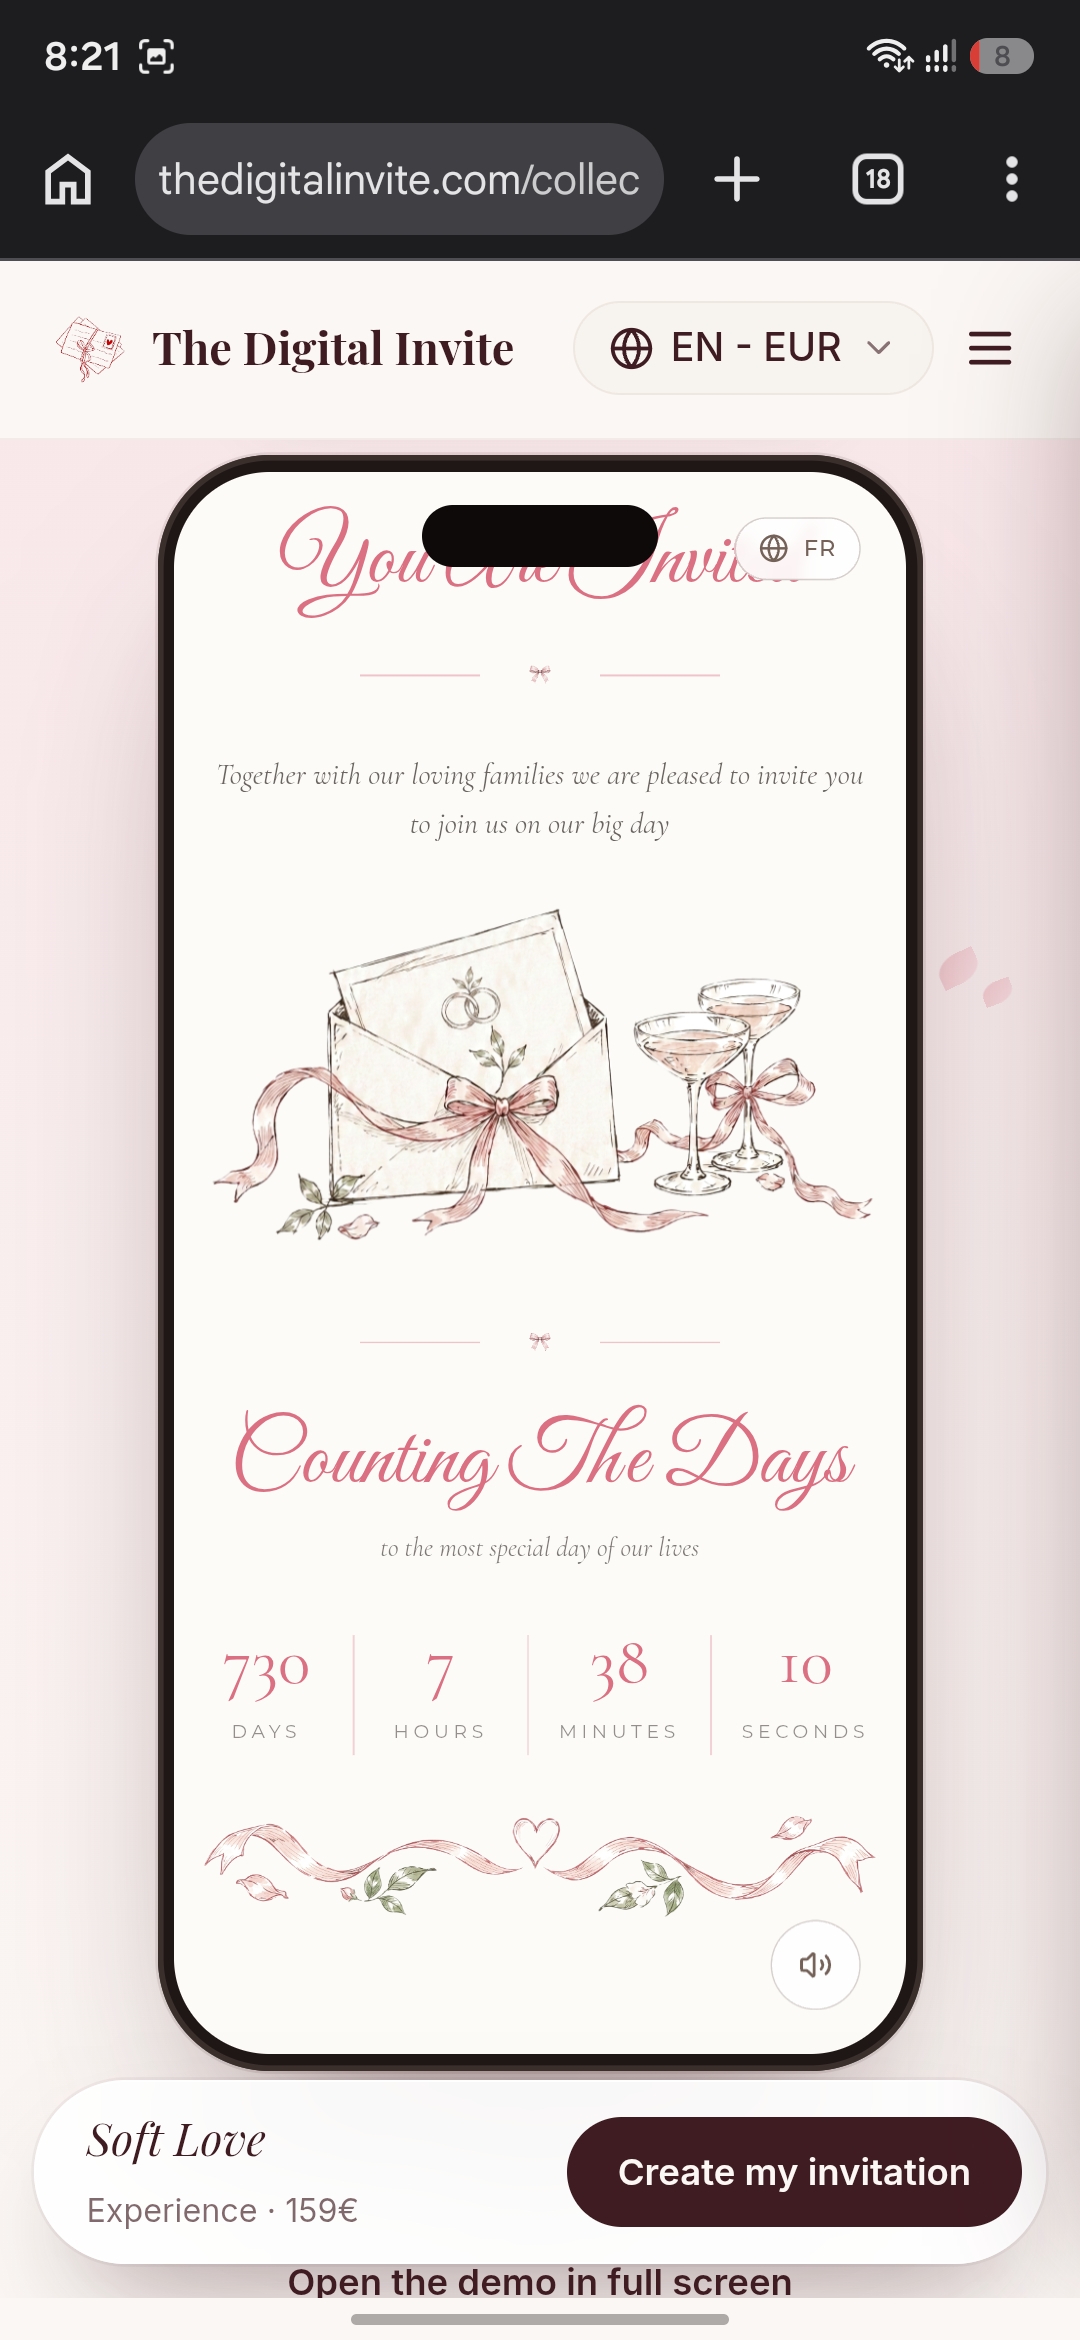 8:21
8
thedigitalinvite.com/collec
18
The Digital Invite
EN - EUR
You Are
FR
Together with our loving families we are pleased to invite you
to join us on our big day
Counting The Days
to the most special day of our lives
730 7 38 10
DAYS HOURS MINUTES SECONDS
Soft Love
Experience · 159€
Create my invitation
Open the demo in full screen